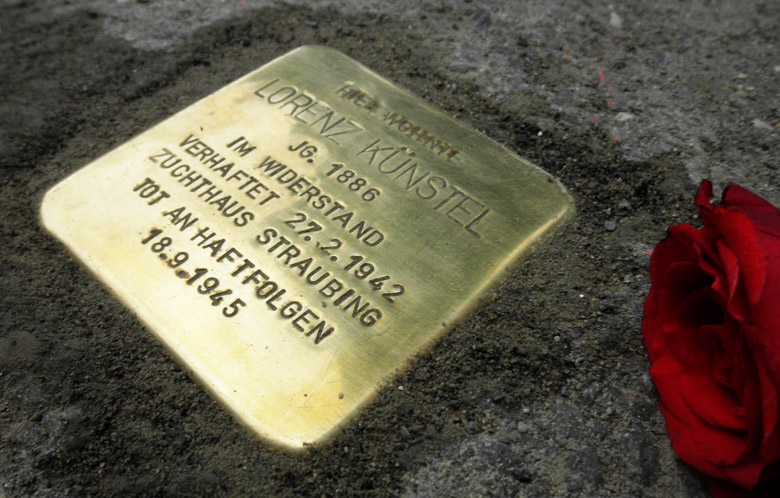 HIER WOHNTE
LORENZ KÜNSTEL
JG. 1886
IM WIDERSTAND
VERHAFTET 27.2.1942
ZUCHTHAUS STRAUBING
TOT AN HAFTFOLGEN
18.9.1945